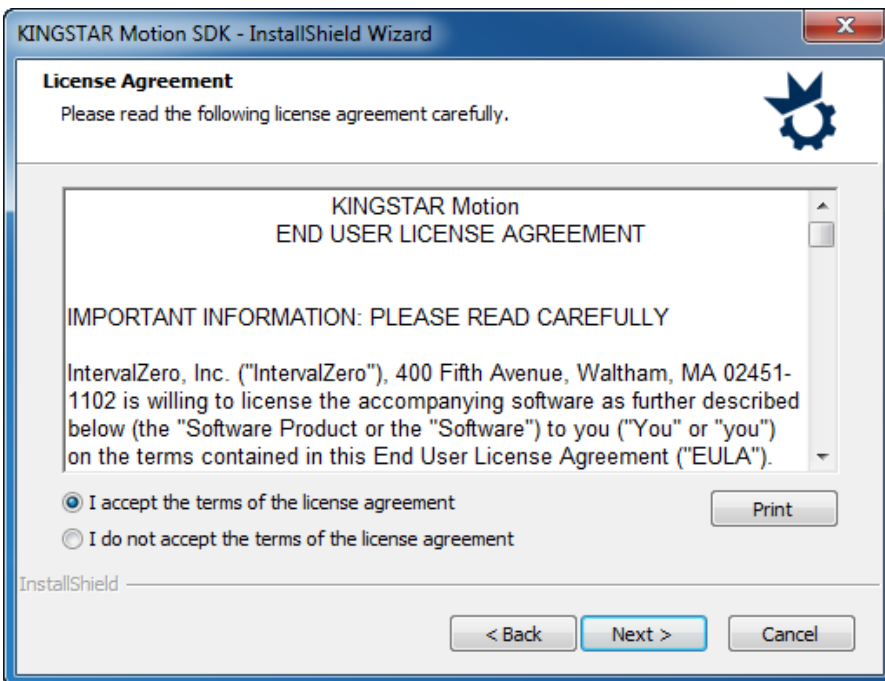 KINGSTAR Motion SDK - InstallShield Wizard
License Agreement
Please read the following license agreement carefully.
KINGSTAR Motion
END USER LICENSE AGREEMENT
IMPORTANT INFORMATION: PLEASE READ CAREFULLY
IntervalZero, Inc. ("IntervalZero"), 400 Fifth Avenue, Waltham, MA 02451-
1102 is willing to license the accompanying software as further described
below (the "Software Product or the "Software") to you ("You" or "you")
on the terms contained in this End User License Agreement ("EULA").
I accept the terms of the license agreement
Print
I do not accept the terms of the license agreement
InstallShield
< Back
Next >
Cancel